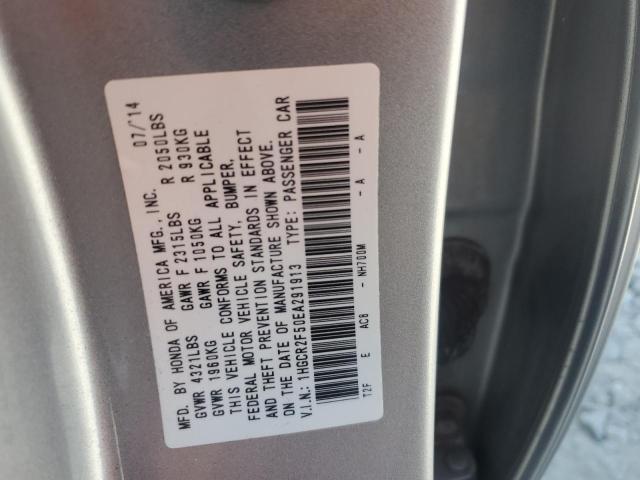 MFD. BY HONDA OF AMERICA MFG., INC. 07/'14
GVWR 4321LBS GAWR F 2315LBS R 2050LBS
GVWR 1960KG GAWR F 1050KG R 930KG
THIS VEHICLE CONFORMS TO ALL APPLICABLE
FEDERAL MOTOR VEHICLE SAFETY, BUMPER,
AND THEFT PREVENTION STANDARDS IN EFFECT
ON THE DATE OF MANUFACTURE SHOWN ABOVE.
V.I.N.: 1HGCR2F50EA291913 TYPE: PASSENGER CAR
T2F E AC8 - NH700M - A - A